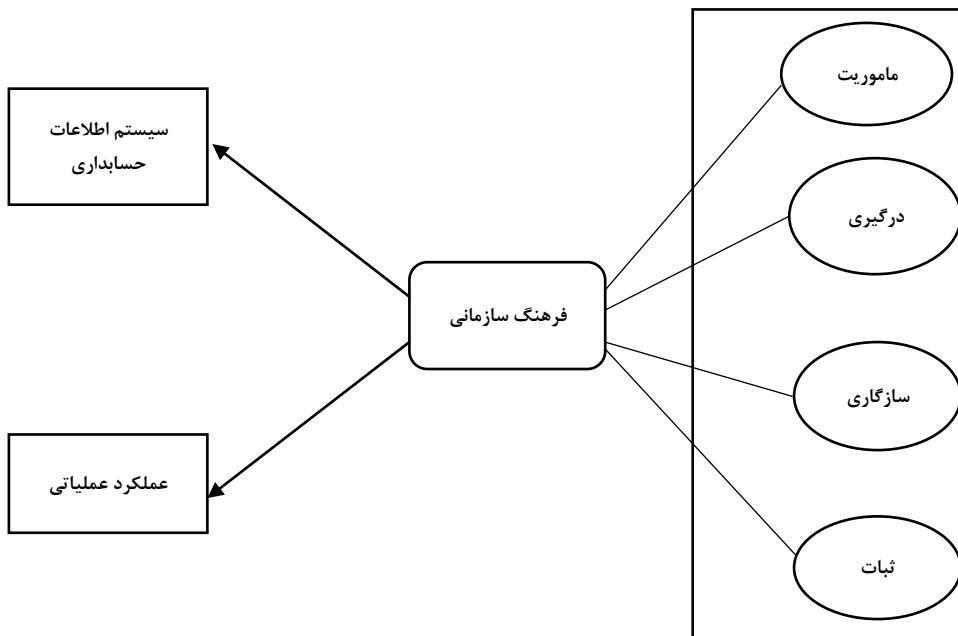 ماموریت
درگیری
سازگاری
ثبات
فرهنگ سازمانی
سیستم اطلاعات
حسابداری
عملکرد عملیاتی